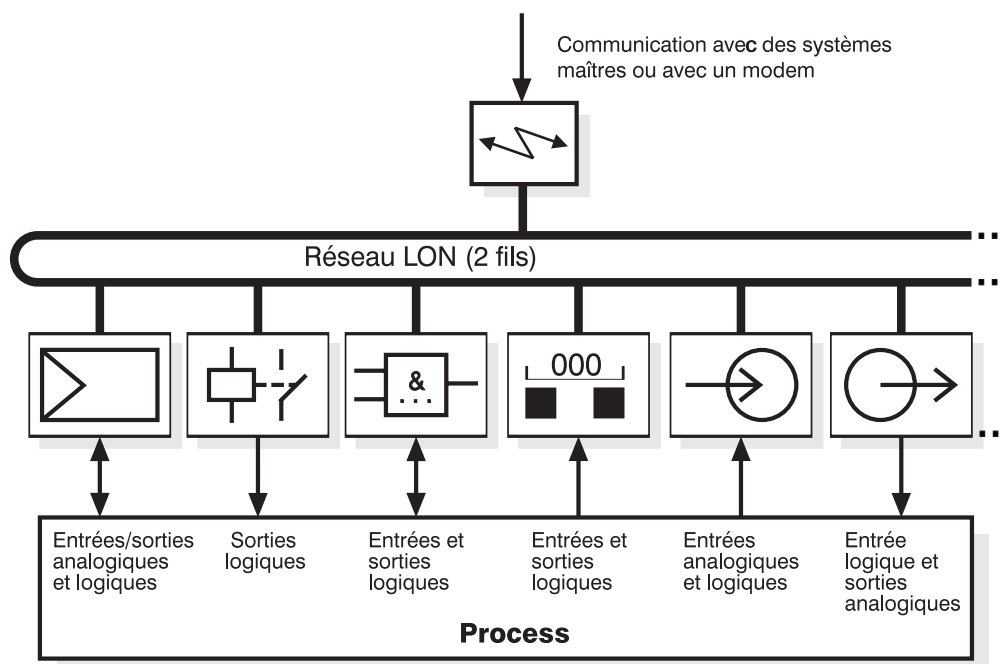 Communication avec des systèmes
maîtres ou avec un modem
Réseau LON (2 fils)
&
...
000
Entrées/sorties
analogiques
et logiques
Sorties
logiques
Entrées et
sorties
logiques
Entrées et
sorties
logiques
Entrées
analogiques
et logiques
Entrée
logique et
sorties
analogiques
Process